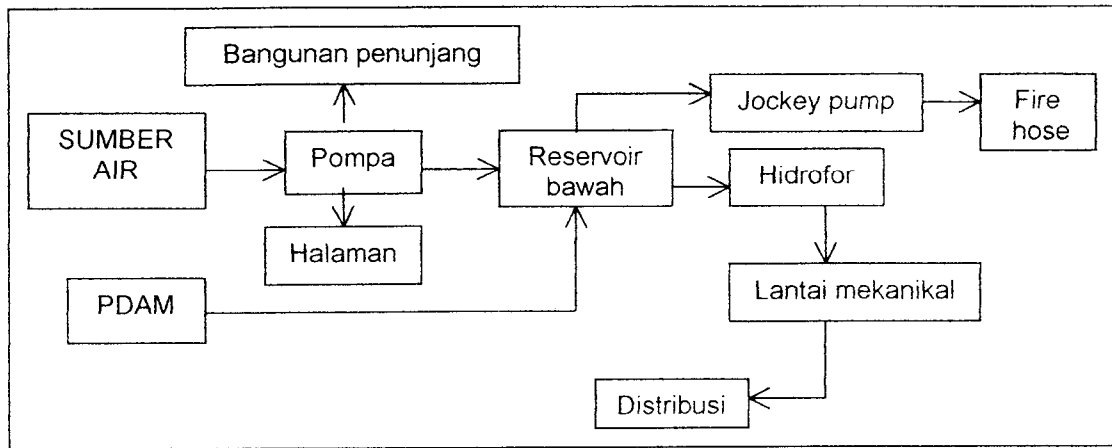 Bangunan penunjang
Jockey pump
Fire
hose
SUMBER
AIR
Pompa
Reservoir
bawah
Hidrofor
Halaman
PDAM
Lantai mekanikal
Distribusi